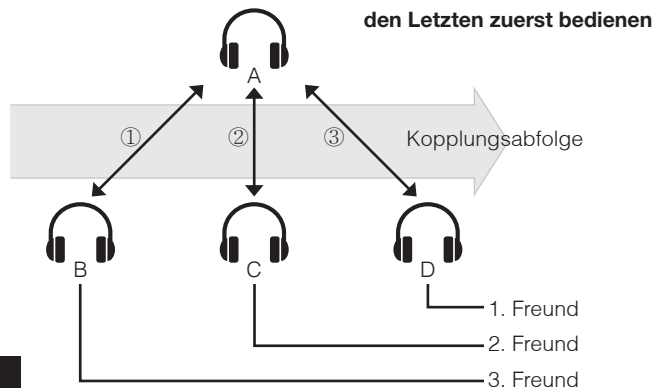 den Letzten zuerst bedienen
A
① ② ③ Kopplungsabfolge
B C D
1. Freund
2. Freund
3. Freund